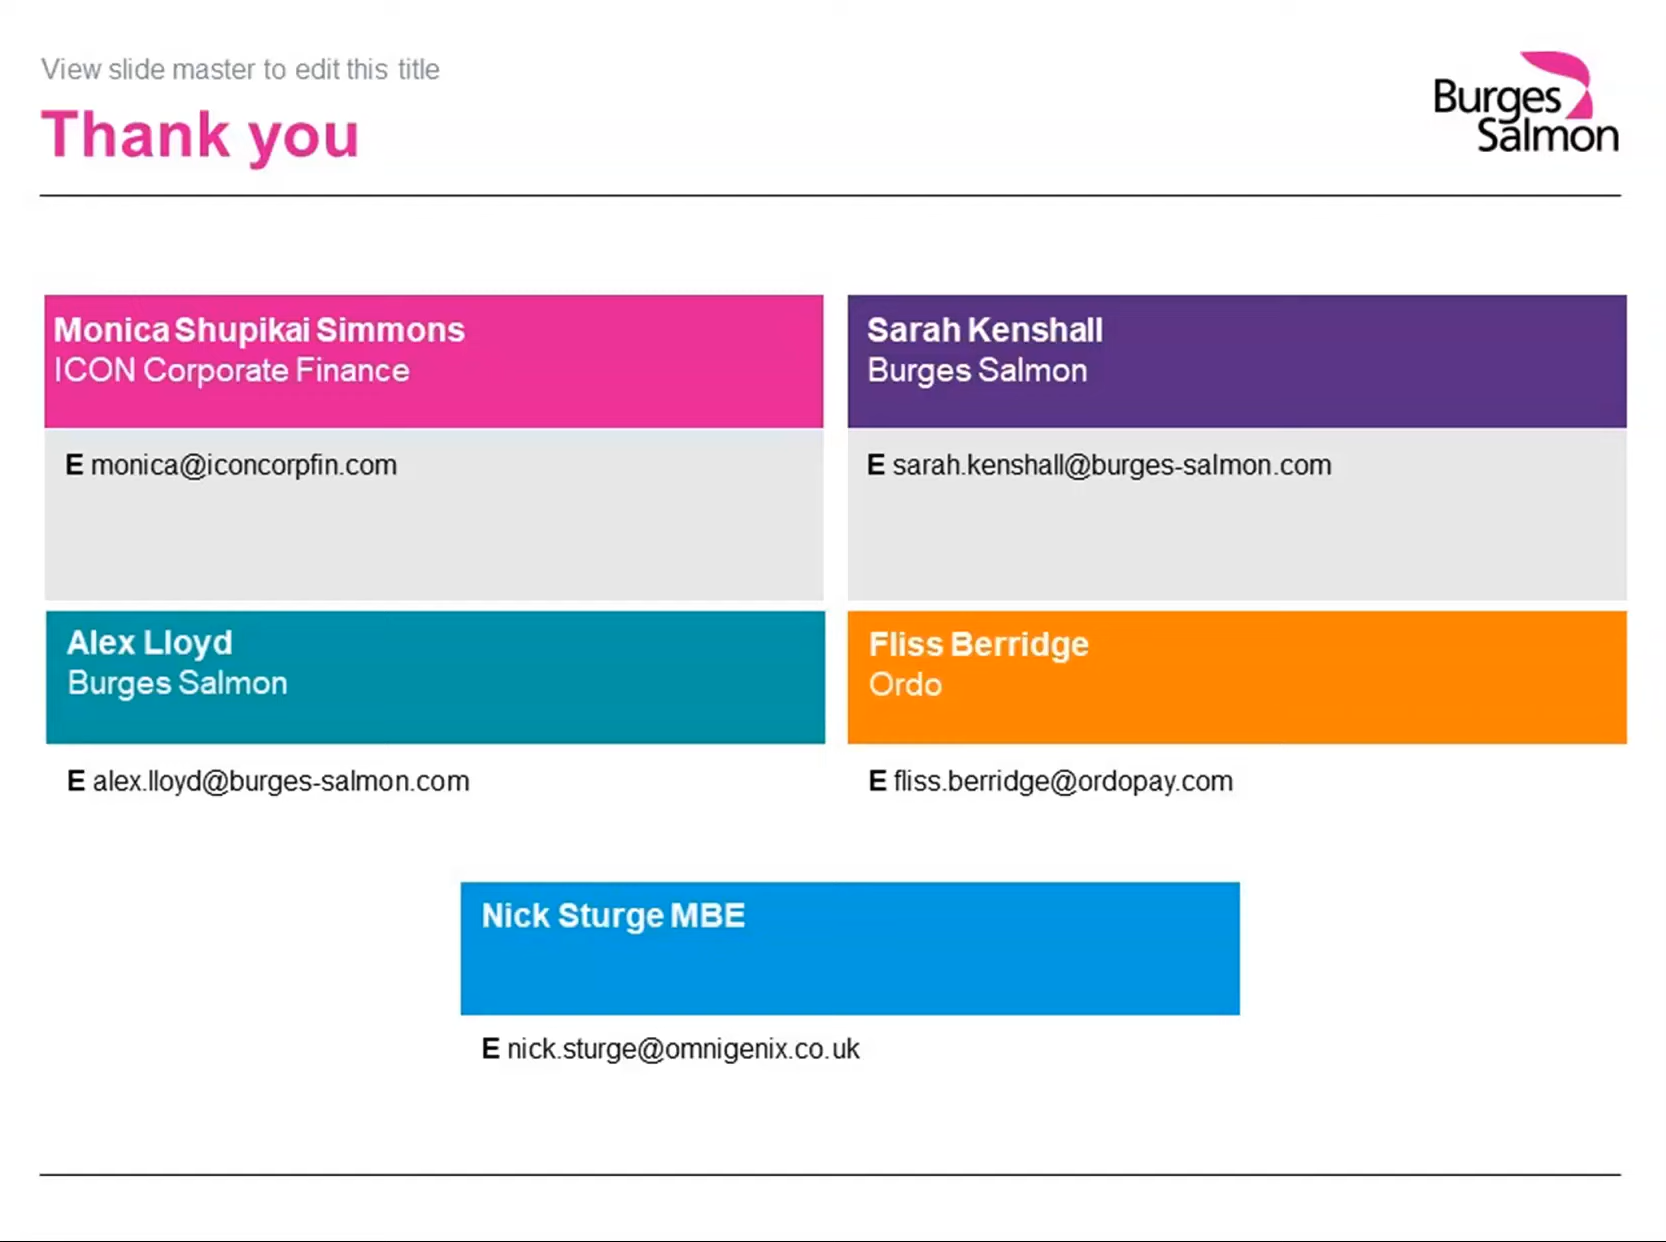 View slide master to edit this title
Thank you
Burges
Salmon
Monica Shupikai Simmons
ICON Corporate Finance
E monica@iconcorpfin.com
Sarah Kenshall
Burges Salmon
E sarah.kenshall@burges-salmon.com
Alex Lloyd
Burges Salmon
E alex.lloyd@burges-salmon.com
Fliss Berridge
Ordo
E fliss.berridge@ordopay.com
Nick Sturge MBE
E nick.sturge@omnigenix.co.uk